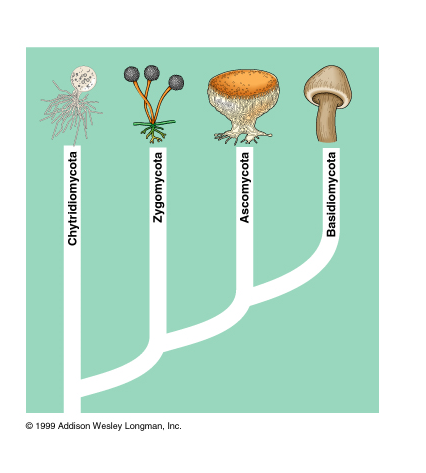 Chytridiomycota
Zygomycota
Ascomycota
Basidiomycota
© 1999 Addison Wesley Longman, Inc.